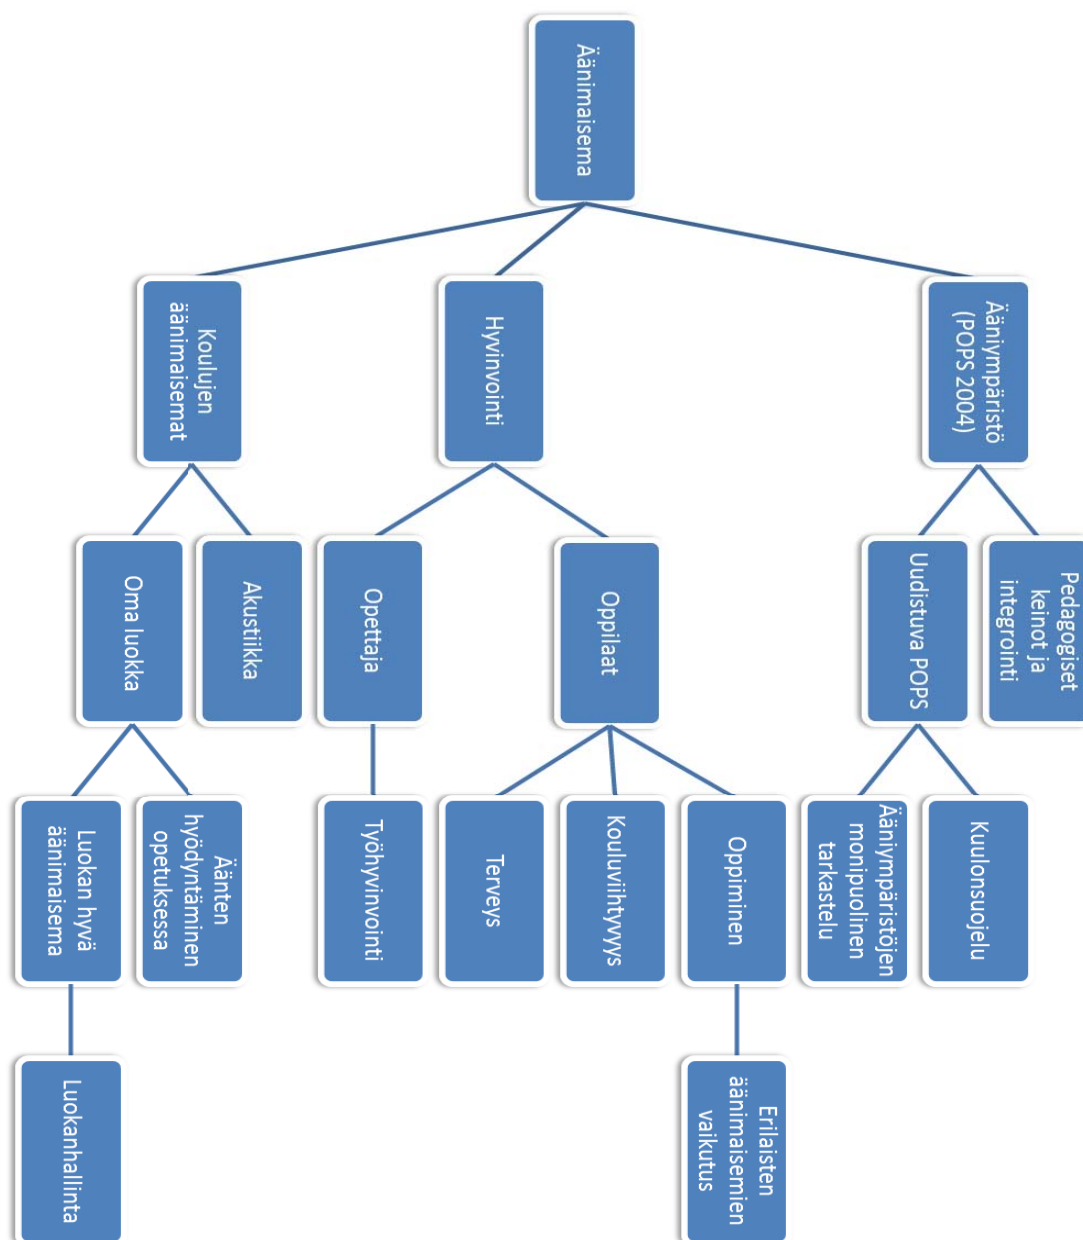 Äänimaisema
Ääniympäristö
(POPS 2004)
Hyvinvointi
Koulujen
äänimaisemat
Pedagogiset
keinot ja
integrointi
Uudistuva POPS
Oppilaat
Opettaja
Akustiikka
Oma luokka
Kuulonsuojelu
Ääniympäristöjen
monipuolinen
tarkastelu
Oppiminen
Kouluviihtyvyys
Terveys
Työhyvinvointi
Äänten
hyödyntäminen
opetuksessa
Luokan hyvä
äänimaisema
Erilaisten
äänimaisemien
vaikutus
Luokanhallinta